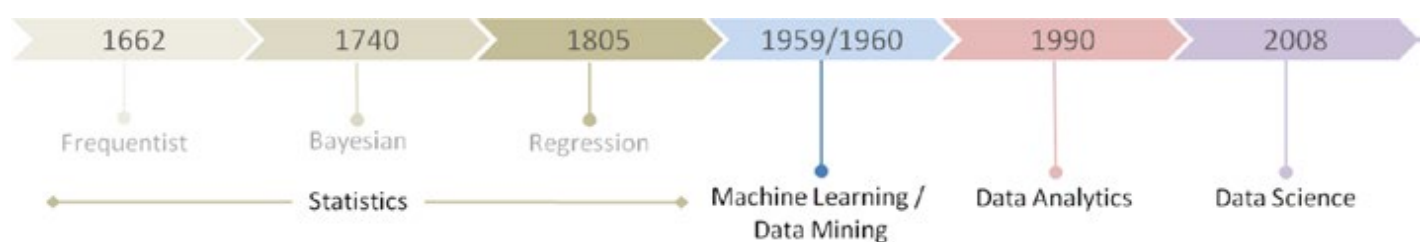 1662 1740 1805 1959/1960 1990 2008
Frequentist Bayesian Regression
Statistics
Machine Learning /
Data Mining
Data Analytics
Data Science